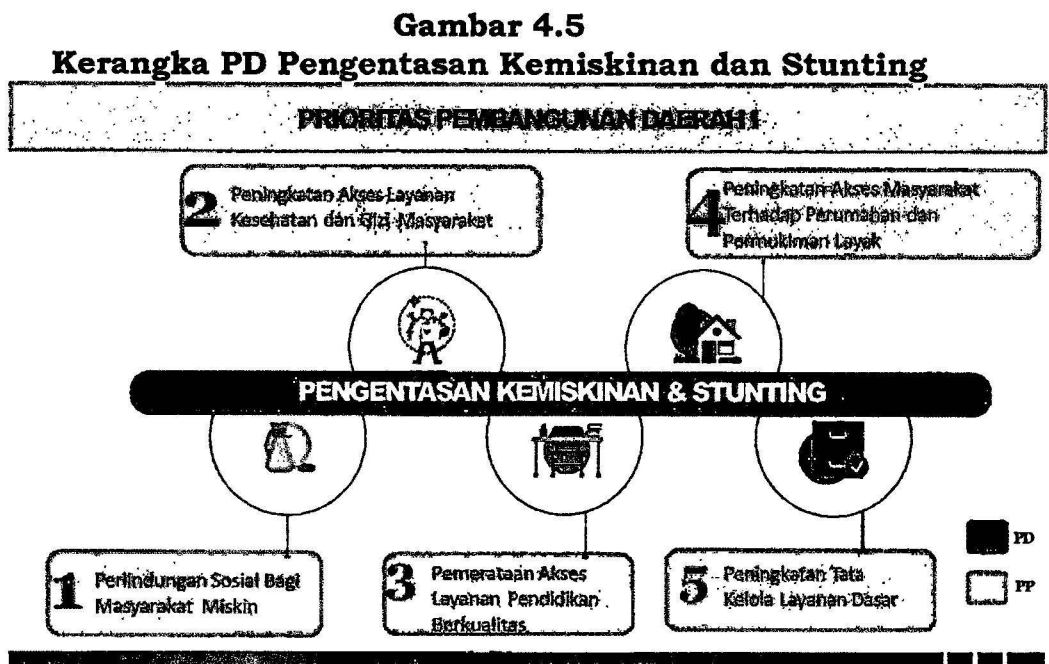 Gambar 4.5
Kerangka PD Pengentasan Kemiskinan dan Stunting
PRIORITAS PEMBANGUNAN DAERAH 1
2 Peningkatan Akses Layanan
Kesehatan dan Gizi Masyarakat
4 Peningkatan Akses Masyarakat
Terhadap Perumahan dan
Permukiman Layak
PENGENTASAN KEMISKINAN & STUNTING
1 Perlindungan Sosial Bagi
Masyarakat Miskin
3 Pemerataan Akses
Layanan Pendidikan
Berkualitas
5 Peningkatan Tata
Kelola Layanan Dasar
PD
PP